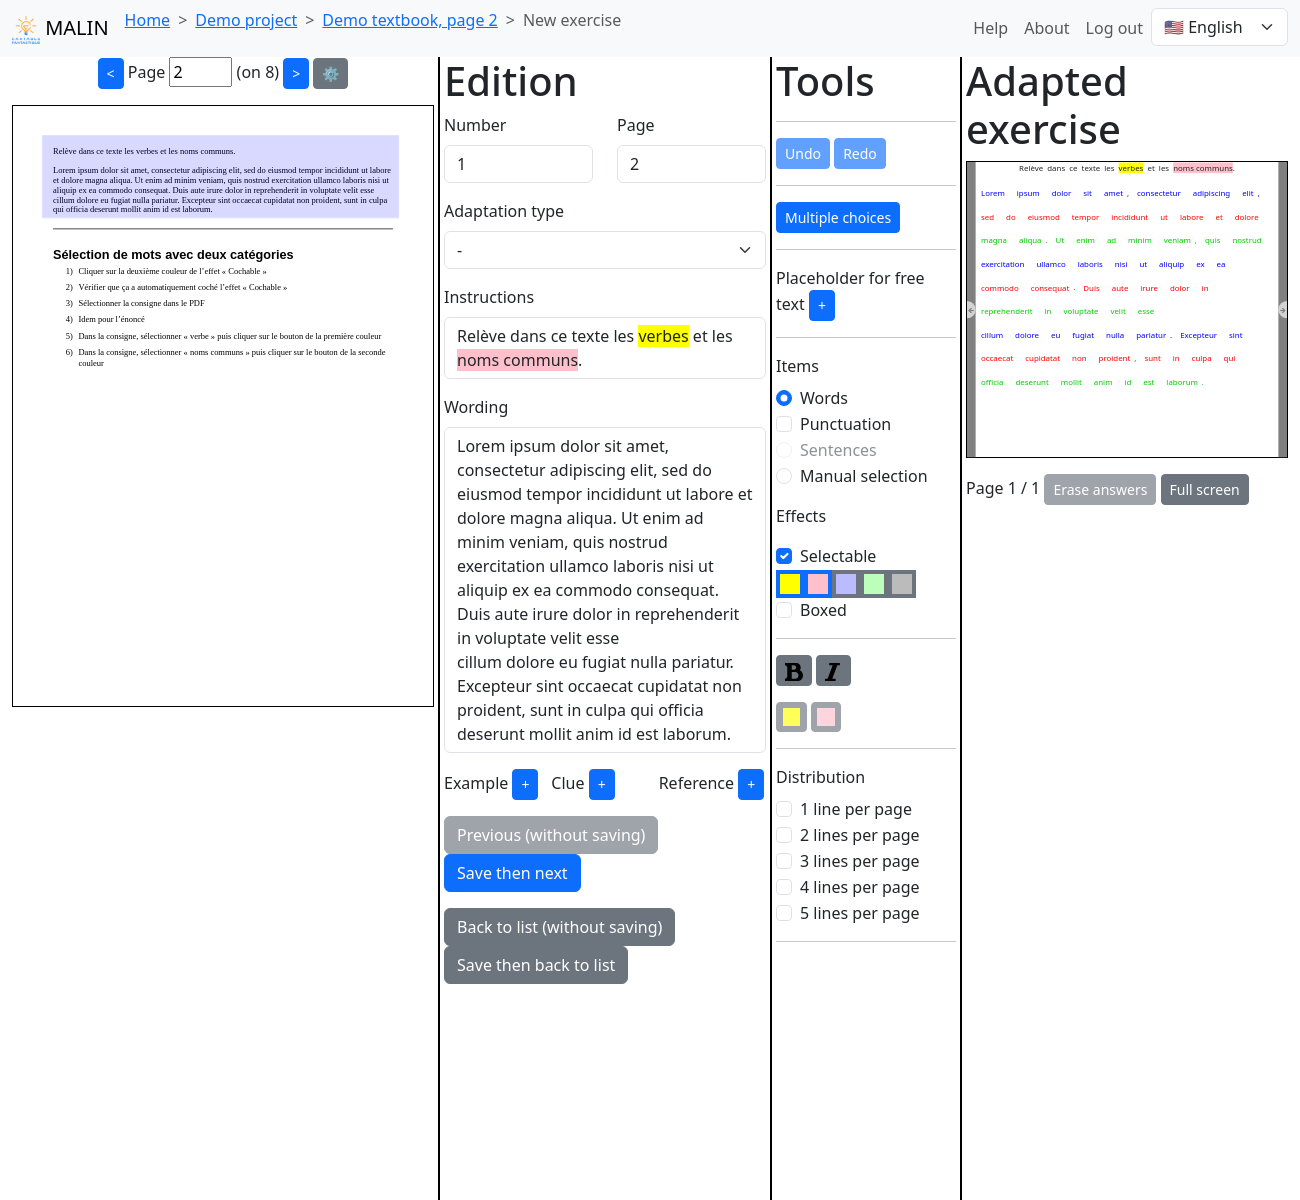 MALIN
Home > Demo project > Demo textbook, page 2 > New exercise
Help About Log out 🇺🇸 English
< Page 2 (on 8) > ⚙️
Relève dans ce texte les verbes et les noms communs.
Lorem ipsum dolor sit amet, consectetur adipiscing elit, sed do eiusmod tempor incididunt ut labore
et dolore magna aliqua. Ut enim ad minim veniam, quis nostrud exercitation ullamco laboris nisi ut
aliquip ex ea commodo consequat. Duis aute irure dolor in reprehenderit in voluptate velit esse
cillum dolore eu fugiat nulla pariatur. Excepteur sint occaecat cupidatat non proident, sunt in culpa
qui officia deserunt mollit anim id est laborum.
Sélection de mots avec deux catégories
1) Cliquer sur la deuxième couleur de l’effet « Cochable »
2) Vérifier que ça a automatiquement coché l’effet « Cochable »
3) Sélectionner la consigne dans le PDF
4) Idem pour l’énoncé
5) Dans la consigne, sélectionner « verbe » puis cliquer sur le bouton de la première couleur
6) Dans la consigne, sélectionner « noms communs » puis cliquer sur le bouton de la seconde
couleur
Edition
Number Page
1 2
Adaptation type
-
Instructions
Relève dans ce texte les verbes et les
noms communs.
Wording
Lorem ipsum dolor sit amet,
consectetur adipiscing elit, sed do
eiusmod tempor incididunt ut labore et
dolore magna aliqua. Ut enim ad
minim veniam, quis nostrud
exercitation ullamco laboris nisi ut
aliquip ex ea commodo consequat.
Duis aute irure dolor in reprehenderit
in voluptate velit esse
cillum dolore eu fugiat nulla pariatur.
Excepteur sint occaecat cupidatat non
proident, sunt in culpa qui officia
deserunt mollit anim id est laborum.
Example + Clue + Reference +
Previous (without saving)
Save then next
Back to list (without saving)
Save then back to list
Tools
Undo Redo
Multiple choices
Placeholder for free
text +
Items
Words
Punctuation
Sentences
Manual selection
Effects
Selectable
Boxed
B I
Distribution
1 line per page
2 lines per page
3 lines per page
4 lines per page
5 lines per page
Adapted
exercise
Relève dans ce texte les verbes et les noms communs.
Lorem ipsum dolor sit amet , consectetur adipiscing elit ,
sed do eiusmod tempor incididunt ut labore et dolore
magna aliqua . Ut enim ad minim veniam , quis nostrud
exercitation ullamco laboris nisi ut aliquip ex ea
commodo consequat . Duis aute irure dolor in
reprehenderit in voluptate velit esse
cillum dolore eu fugiat nulla pariatur . Excepteur sint
occaecat cupidatat non proident , sunt in culpa qui
officia deserunt mollit anim id est laborum .
Page 1 / 1 Erase answers Full screen